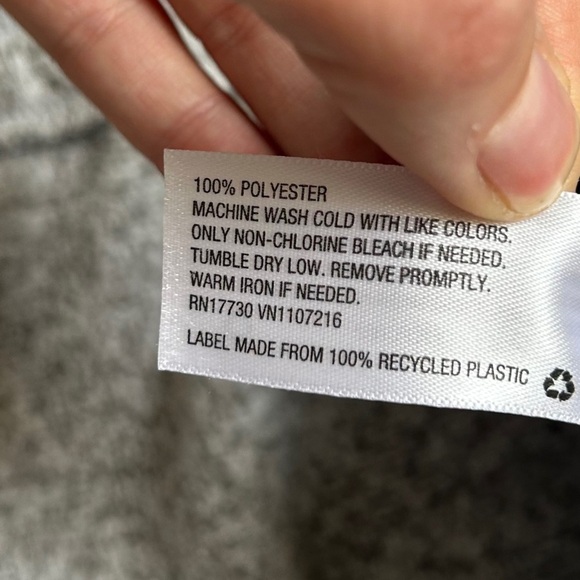 100% POLYESTER
MACHINE WASH COLD WITH LIKE COLORS.
ONLY NON-CHLORINE BLEACH IF NEEDED.
TUMBLE DRY LOW. REMOVE PROMPTLY.
WARM IRON IF NEEDED.
RN17730 VN1107216
LABEL MADE FROM 100% RECYCLED PLASTIC